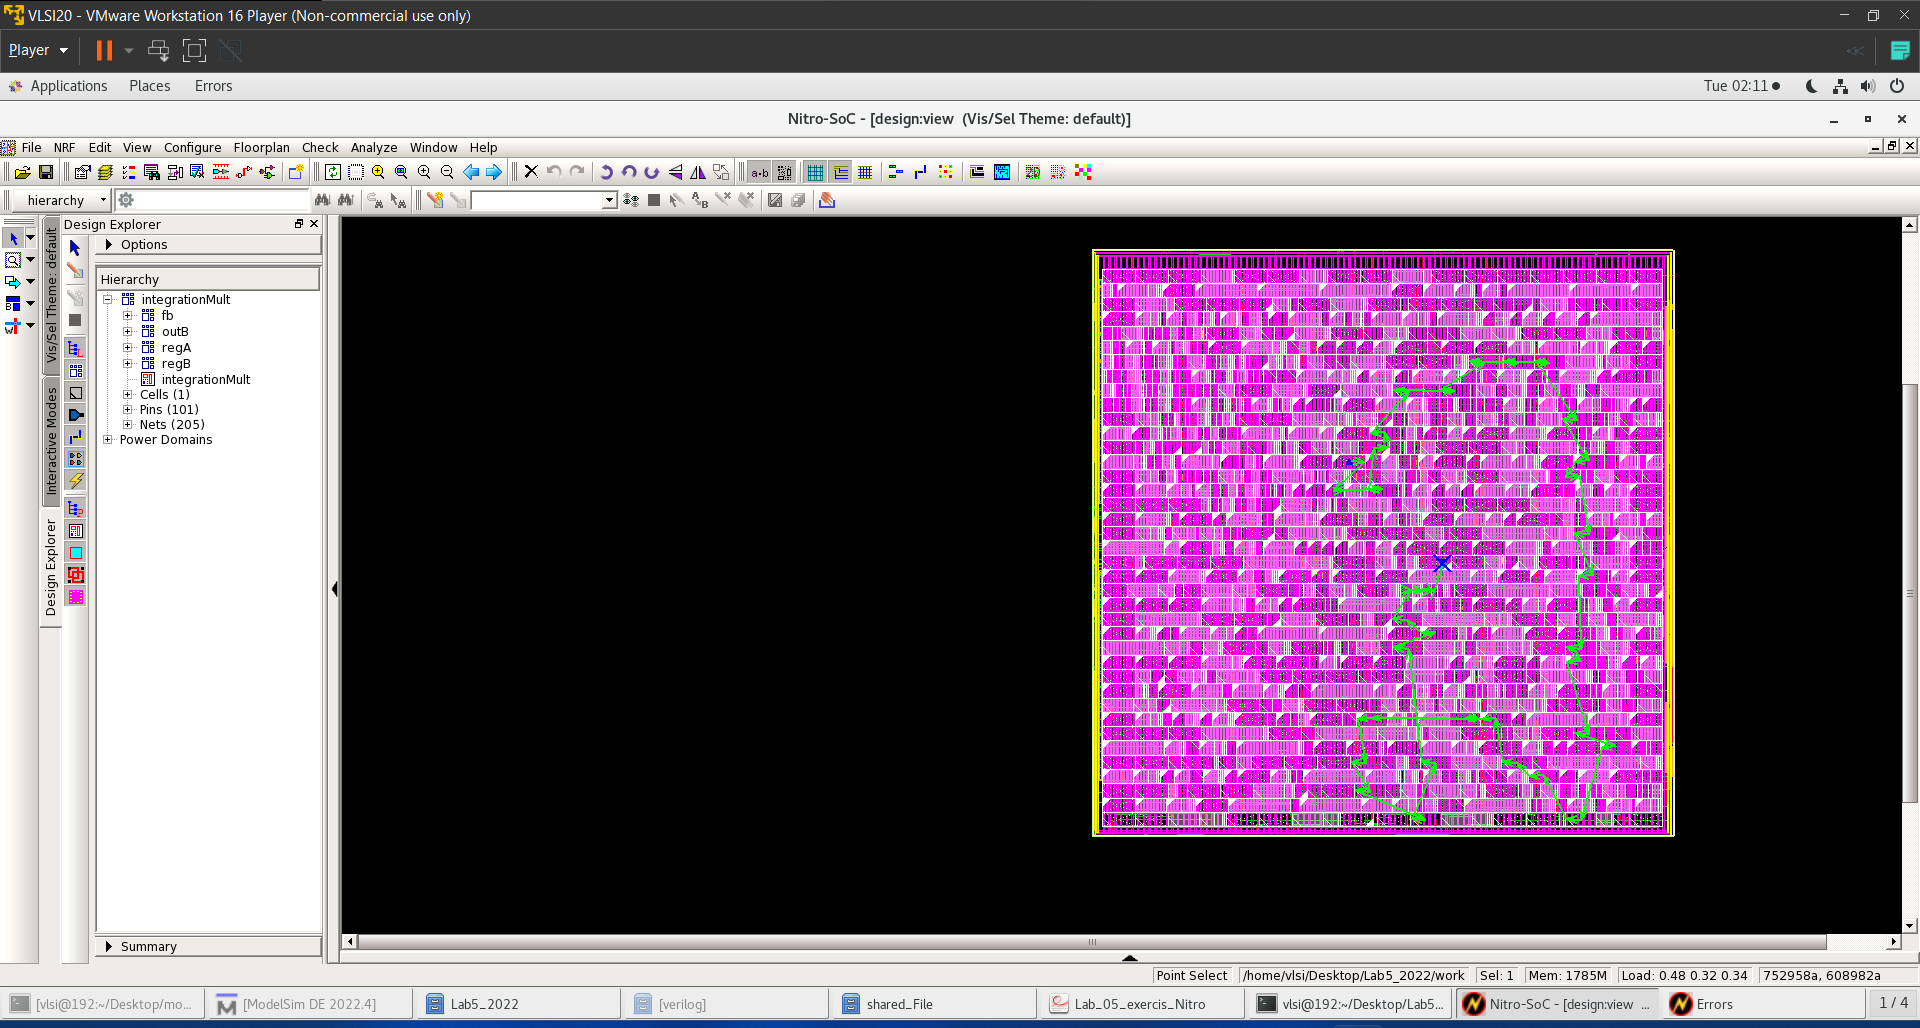 VLSI20 - VMware Workstation 16 Player (Non-commercial use only)
Player
Applications Places Errors
Tue 02:11
Nitro-SoC - [design:view (Vis/Sel Theme: default)]
File NRF Edit View Configure Floorplan Check Analyze Window Help
hierarchy
Vis/Sel Theme: default
Interactive Modes
Design Explorer
Design Explorer
Options
Hierarchy
integrationMult
fb
outB
regA
regB
integrationMult
Cells (1)
Pins (101)
Nets (205)
Power Domains
Summary
Point Select /home/vlsi/Desktop/Lab5_2022/work Sel: 1 Mem: 1785M Load: 0.48 0.32 0.34 752958a, 608982a
[vlsi@192:~/Desktop/mo... [ModelSim DE 2022.4] Lab5_2022 [verilog] shared_File Lab_05_exercis_Nitro vlsi@192:~/Desktop/Lab5... Nitro-SoC - [design:view ... Errors 1 / 4